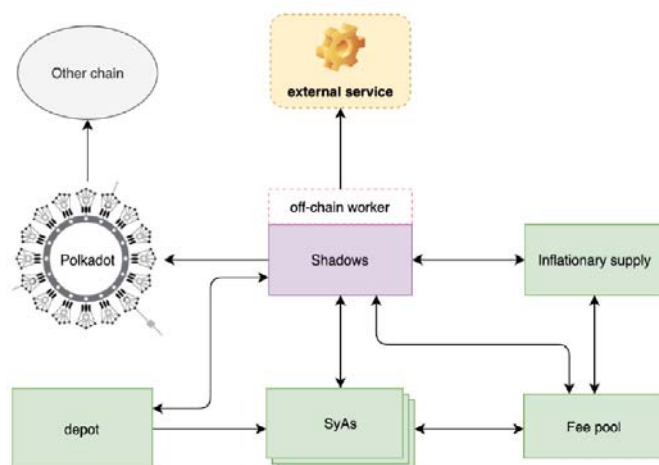 Other chain
external service
off-chain worker
Polkadot
Shadows
Inflationary supply
depot
SyAs
Fee pool